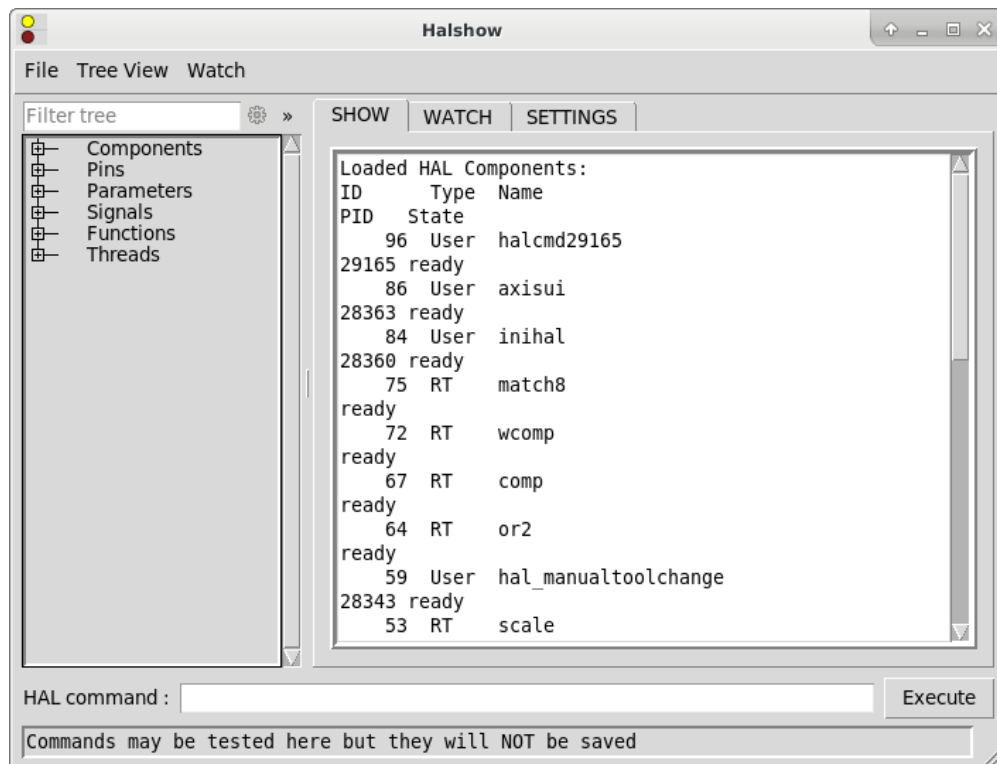 Halshow
File Tree View Watch
Filter tree »
Components
Pins
Parameters
Signals
Functions
Threads
SHOW WATCH SETTINGS
Loaded HAL Components:
ID Type Name
PID State
96 User halcmd29165
29165 ready
86 User axisui
28363 ready
84 User inihal
28360 ready
75 RT match8
ready
72 RT wcomp
ready
67 RT comp
ready
64 RT or2
ready
59 User hal_manualtoolchange
28343 ready
53 RT scale
HAL command : Execute
Commands may be tested here but they will NOT be saved